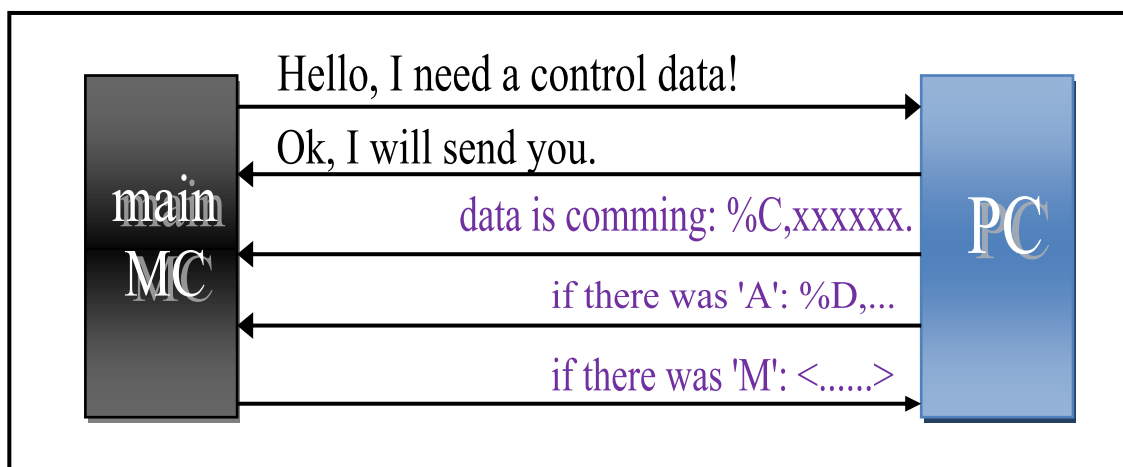 Hello, I need a control data!
Ok, I will send you.
main
MC
data is comming: %C,xxxxxx.
PC
if there was 'A': %D,...
if there was 'M': <......>